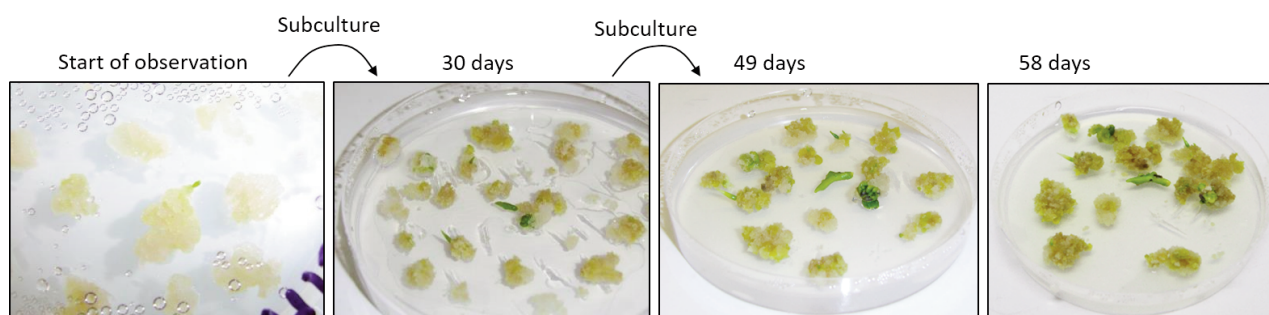 Subculture
Subculture
Start of observation
30 days
49 days
58 days